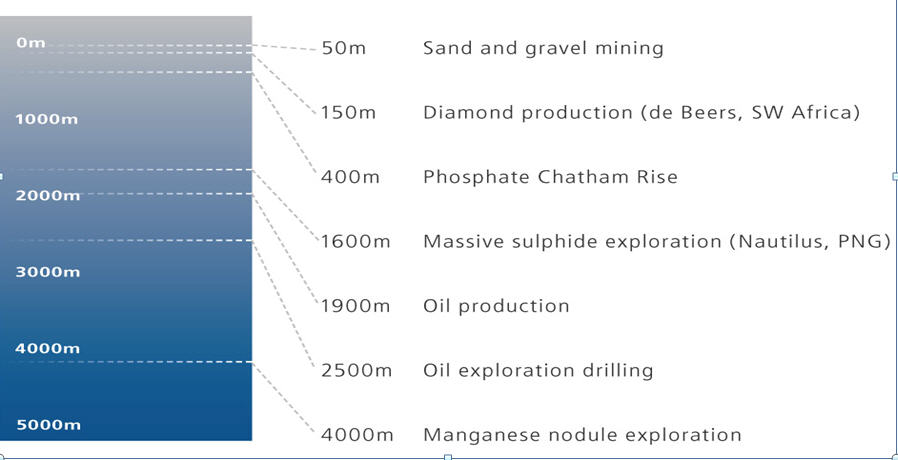 0m
1000m
2000m
3000m
4000m
5000m
50m Sand and gravel mining
150m Diamond production (de Beers, SW Africa)
400m Phosphate Chatham Rise
1600m Massive sulphide exploration (Nautilus, PNG)
1900m Oil production
2500m Oil exploration drilling
4000m Manganese nodule exploration